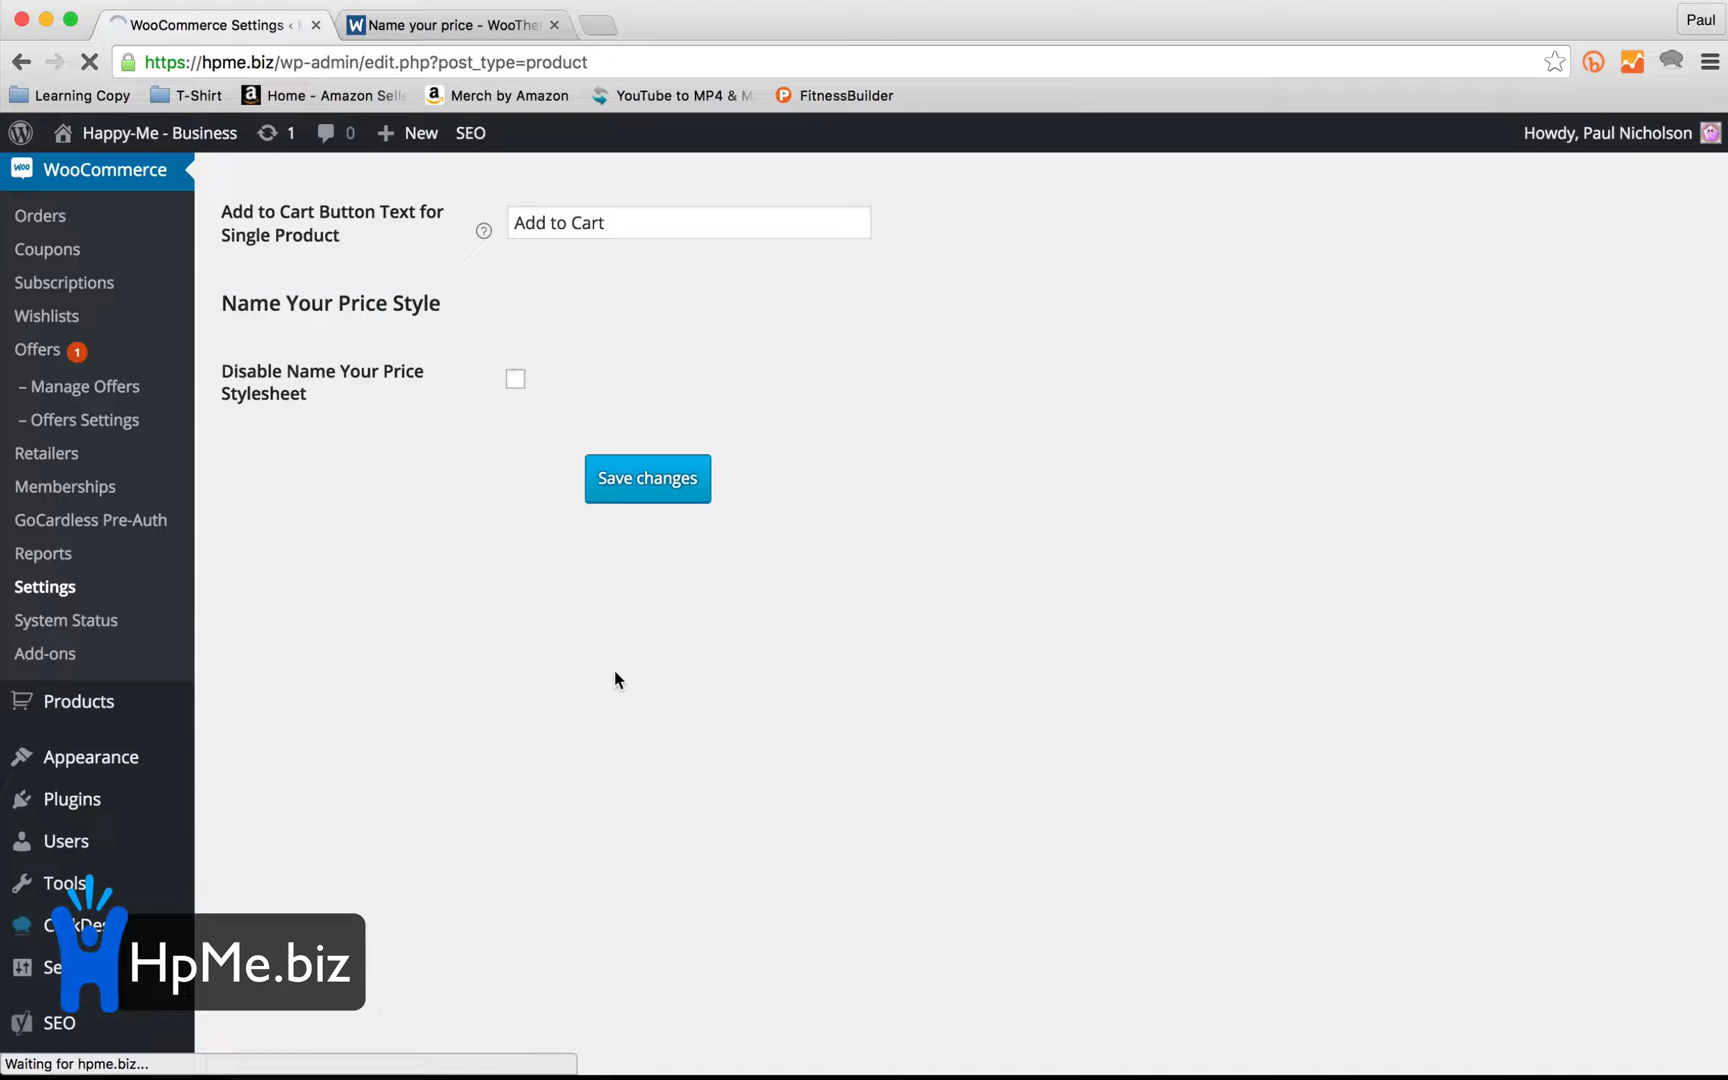 WooCommerce Settings ‹
Name your price - WooThe
Paul
https://hpme.biz/wp-admin/edit.php?post_type=product
Learning Copy
T-Shirt
Home - Amazon Selle
Merch by Amazon
YouTube to MP4 & M
FitnessBuilder
Happy-Me - Business
1
0
New
SEO
Howdy, Paul Nicholson
WooCommerce
Orders
Coupons
Subscriptions
Wishlists
Offers 1
– Manage Offers
– Offers Settings
Retailers
Memberships
GoCardless Pre-Auth
Reports
Settings
System Status
Add-ons
Products
Appearance
Plugins
Users
Tools
SEO
Add to Cart Button Text for
Single Product
?
Add to Cart
Name Your Price Style
Disable Name Your Price
Stylesheet
Save changes
HpMe.biz
Waiting for hpme.biz...